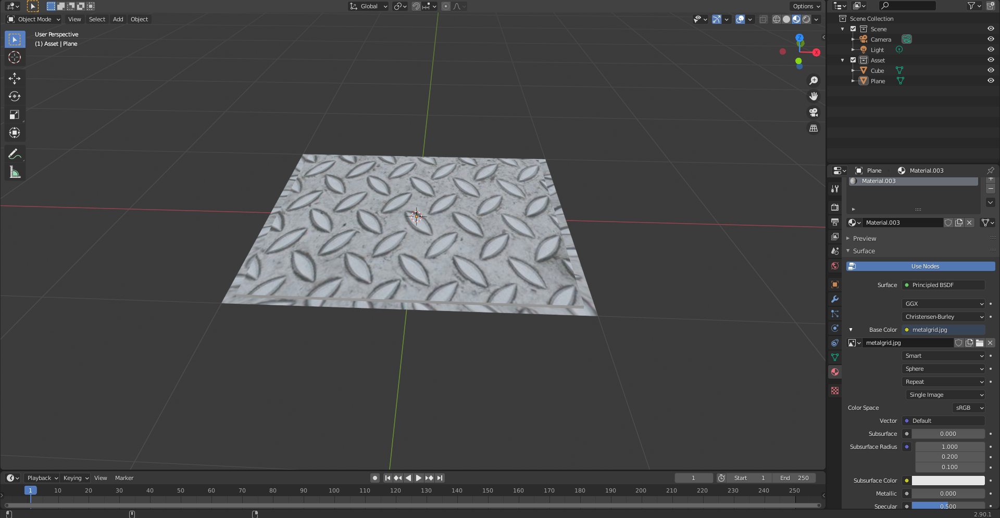 Global
Options
Object Mode
View
Select
Add
Object
User Perspective
(1) Asset | Plane
Z
X
Scene Collection
Scene
Camera
Light
Asset
Cube
Plane
Plane
Material.003
Material.003
Material.003
Preview
Surface
Use Nodes
Surface
Principled BSDF
GGX
Christensen-Burley
Base Color
metalgrid.jpg
metalgrid.jpg
Smart
Sphere
Repeat
Single Image
Color Space
sRGB
Vector
Default
Subsurface
0.000
Subsurface Radius
1.000
0.200
0.100
Subsurface Color
Metallic
0.000
Specular
0.500
Playback
Keying
View
Marker
1
Start 1
End 250
1 10 20 30 40 50 60 70 80 90 100 110 120 130 140 150 160 170 180 190 200 210 220 230 240 250
2.90.1